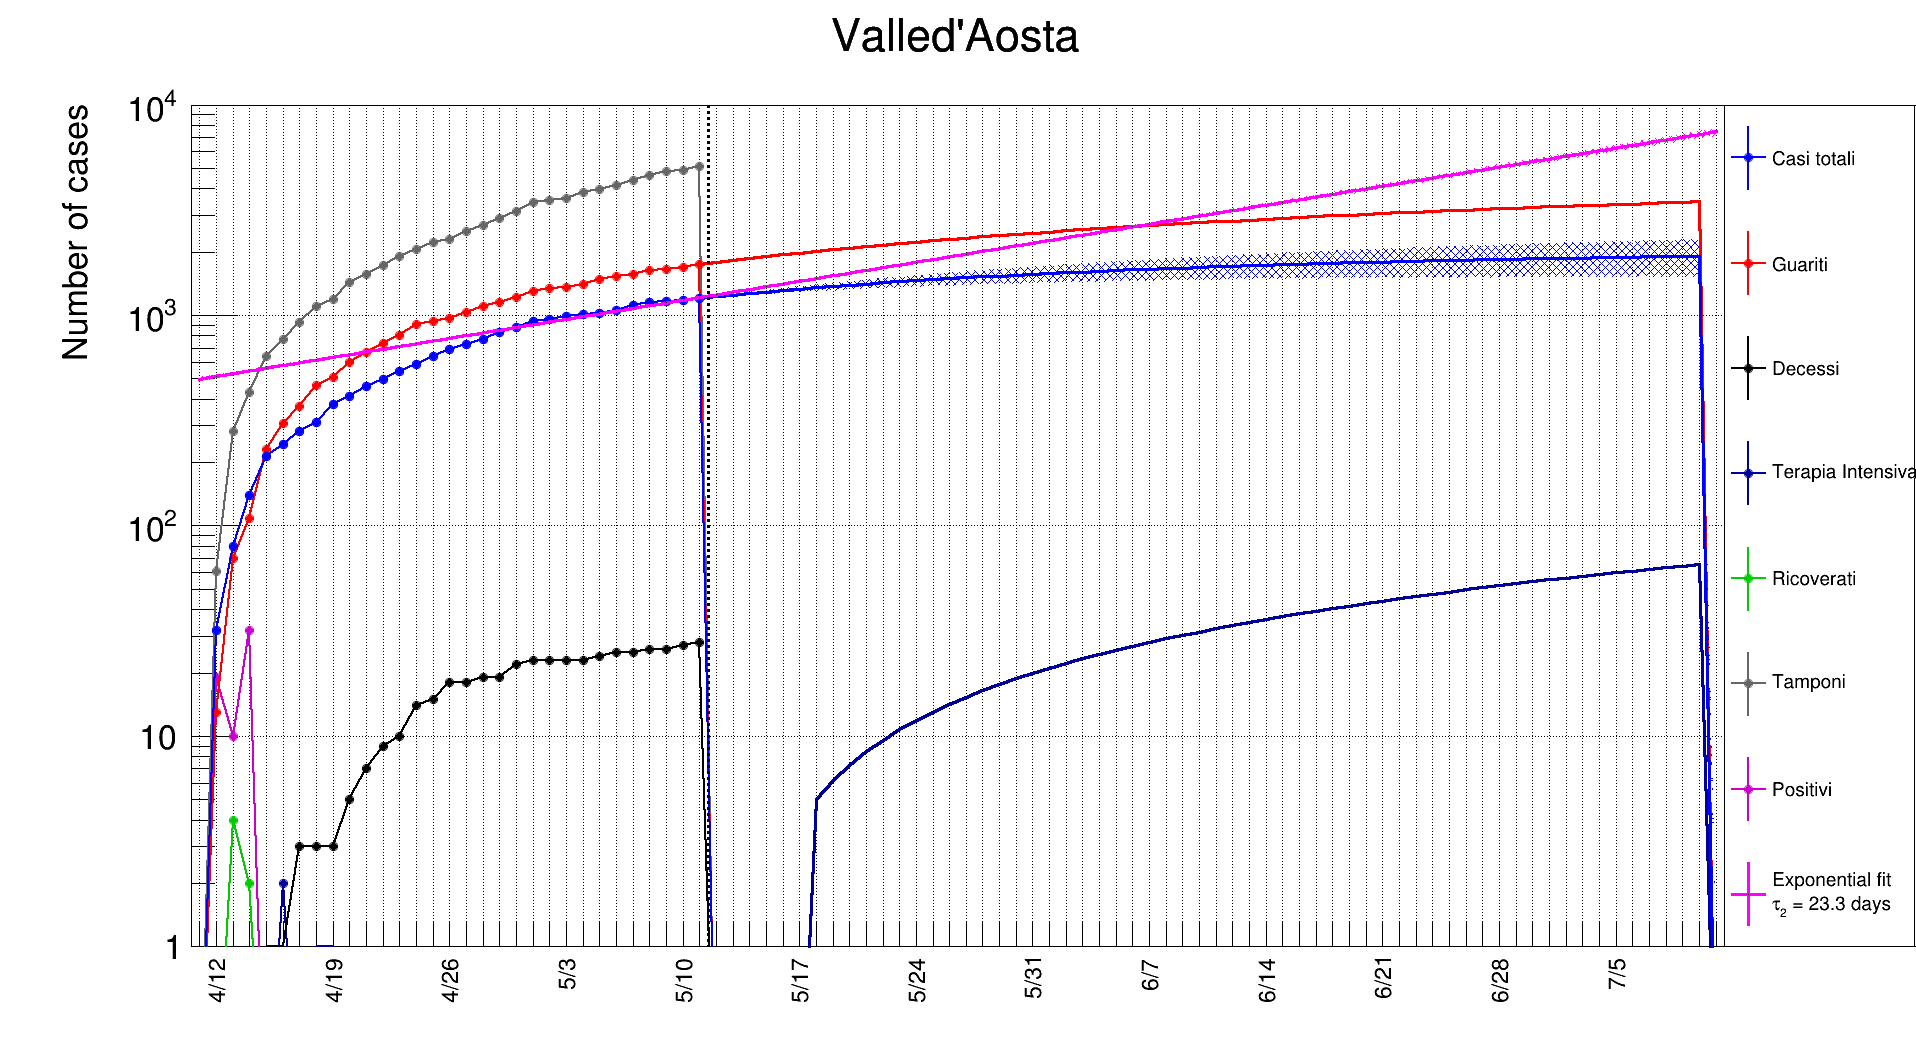 Valled'Aosta
Number of cases
10^4
10^3
10^2
10
1
4/12
4/19
4/26
5/3
5/10
5/17
5/24
5/31
6/7
6/14
6/21
6/28
7/5
Casi totali
Guariti
Decessi
Terapia Intensiva
Ricoverati
Tamponi
Positivi
Exponential fit
τ₂ = 23.3 days